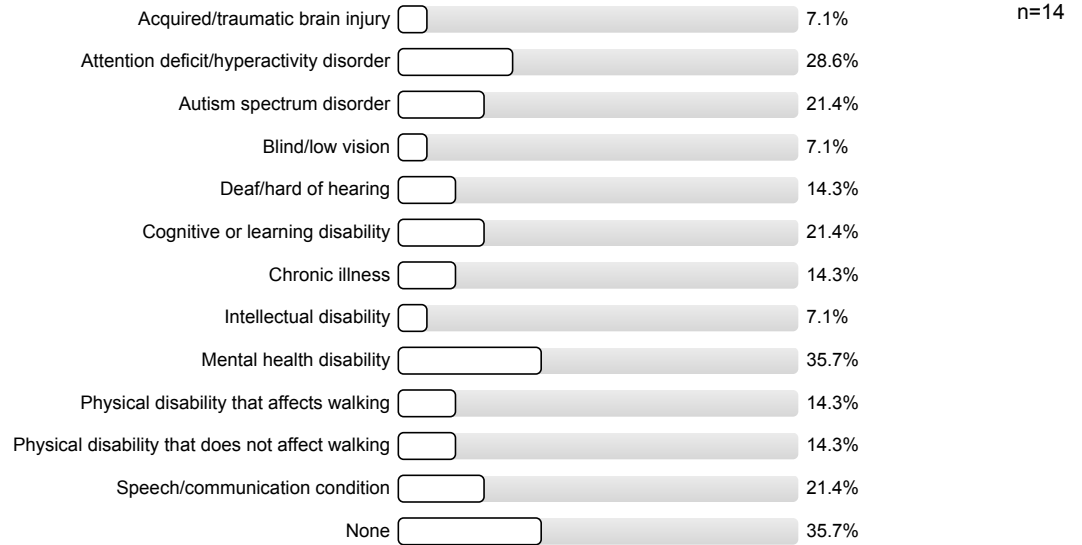 Acquired/traumatic brain injury 7.1% n=14
Attention deficit/hyperactivity disorder 28.6%
Autism spectrum disorder 21.4%
Blind/low vision 7.1%
Deaf/hard of hearing 14.3%
Cognitive or learning disability 21.4%
Chronic illness 14.3%
Intellectual disability 7.1%
Mental health disability 35.7%
Physical disability that affects walking 14.3%
Physical disability that does not affect walking 14.3%
Speech/communication condition 21.4%
None 35.7%